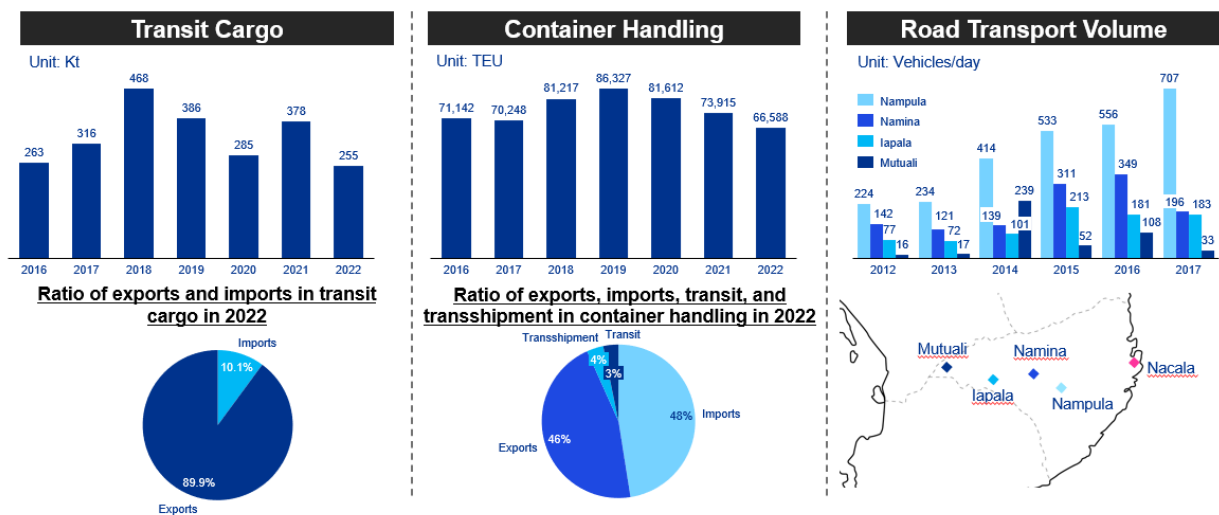 Transit Cargo
Unit: Kt
263
316
468
386
285
378
255
2016
2017
2018
2019
2020
2021
2022
Ratio of exports and imports in transit
cargo in 2022
Imports
10.1%
89.9%
Exports
Container Handling
Unit: TEU
71,142
70,248
81,217
86,327
81,612
73,915
66,588
2016
2017
2018
2019
2020
2021
2022
Ratio of exports, imports, transit, and
transshipment in container handling in 2022
Transshipment
Transit
4%
3%
48%
Imports
46%
Exports
Road Transport Volume
Unit: Vehicles/day
Nampula
Namina
Iapala
Mutuali
224
142
77
16
234
121
72
17
414
139
101
239
533
311
213
52
556
349
181
108
707
196
183
33
2012
2013
2014
2015
2016
2017
Mutuali
Namina
Nacala
Iapala
Nampula